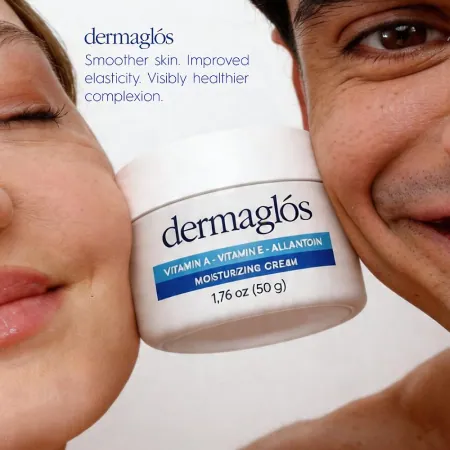 dermaglós
Smoother skin. Improved
elasticity. Visibly healthier
complexion.
dermaglós
VITAMIN A - VITAMIN E - ALLANTOIN
MOISTURIZING CREAM
1,76 oz (50 g)